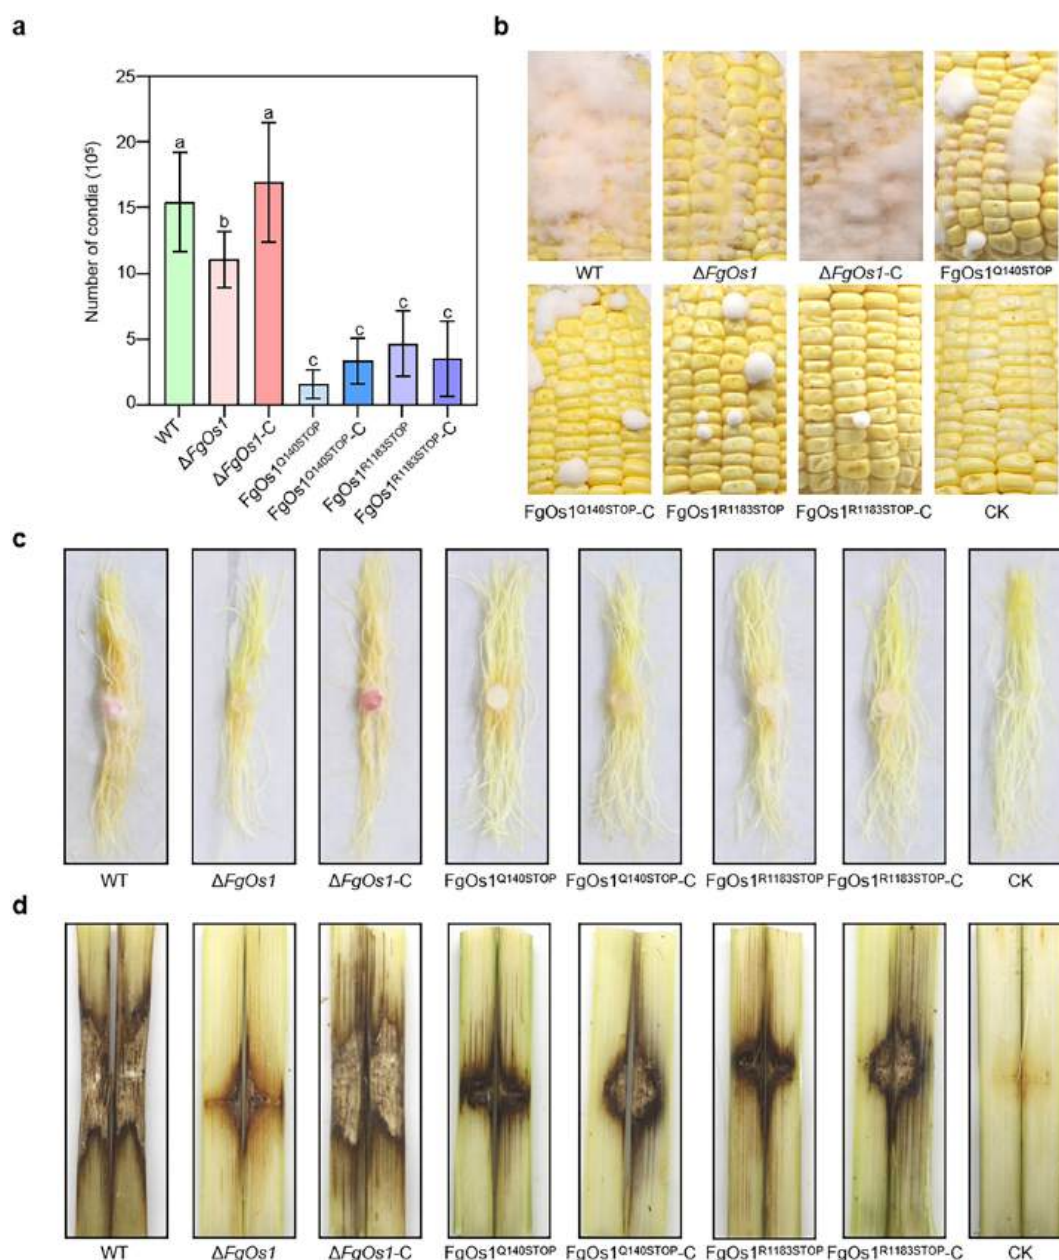 a
b
25
20
15
10
5
0
Number of condia (10⁵)
a
b
a
c
c
c
c
WT
ΔFgOs1
ΔFgOs1-C
FgOs1Q140STOP
FgOs1Q140STOP-C
FgOs1R1183STOP
FgOs1R1183STOP-C
WT ΔFgOs1 ΔFgOs1-C FgOs1Q140STOP
FgOs1Q140STOP-C FgOs1R1183STOP FgOs1R1183STOP-C CK
c
WT ΔFgOs1 ΔFgOs1-C FgOs1Q140STOP FgOs1Q140STOP-C FgOs1R1183STOP FgOs1R1183STOP-C CK
d
WT ΔFgOs1 ΔFgOs1-C FgOs1Q140STOP FgOs1Q140STOP-C FgOs1R1183STOP FgOs1R1183STOP-C CK